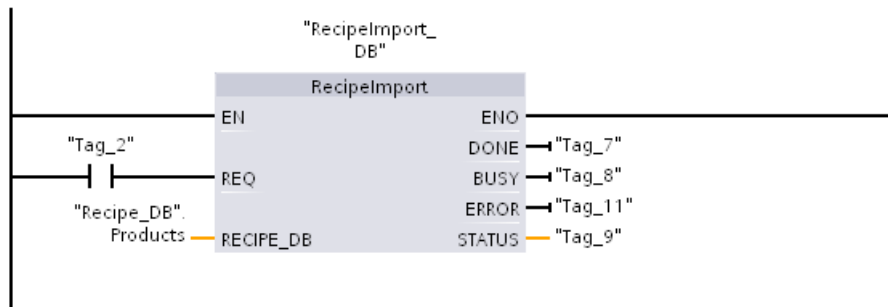 "RecipeImport_
DB"
RecipeImport
EN
ENO
"Tag_2"
DONE
"Tag_7"
REQ
BUSY
"Tag_8"
"Recipe_DB".
ERROR
"Tag_11"
Products
RECIPE_DB
STATUS
"Tag_9"